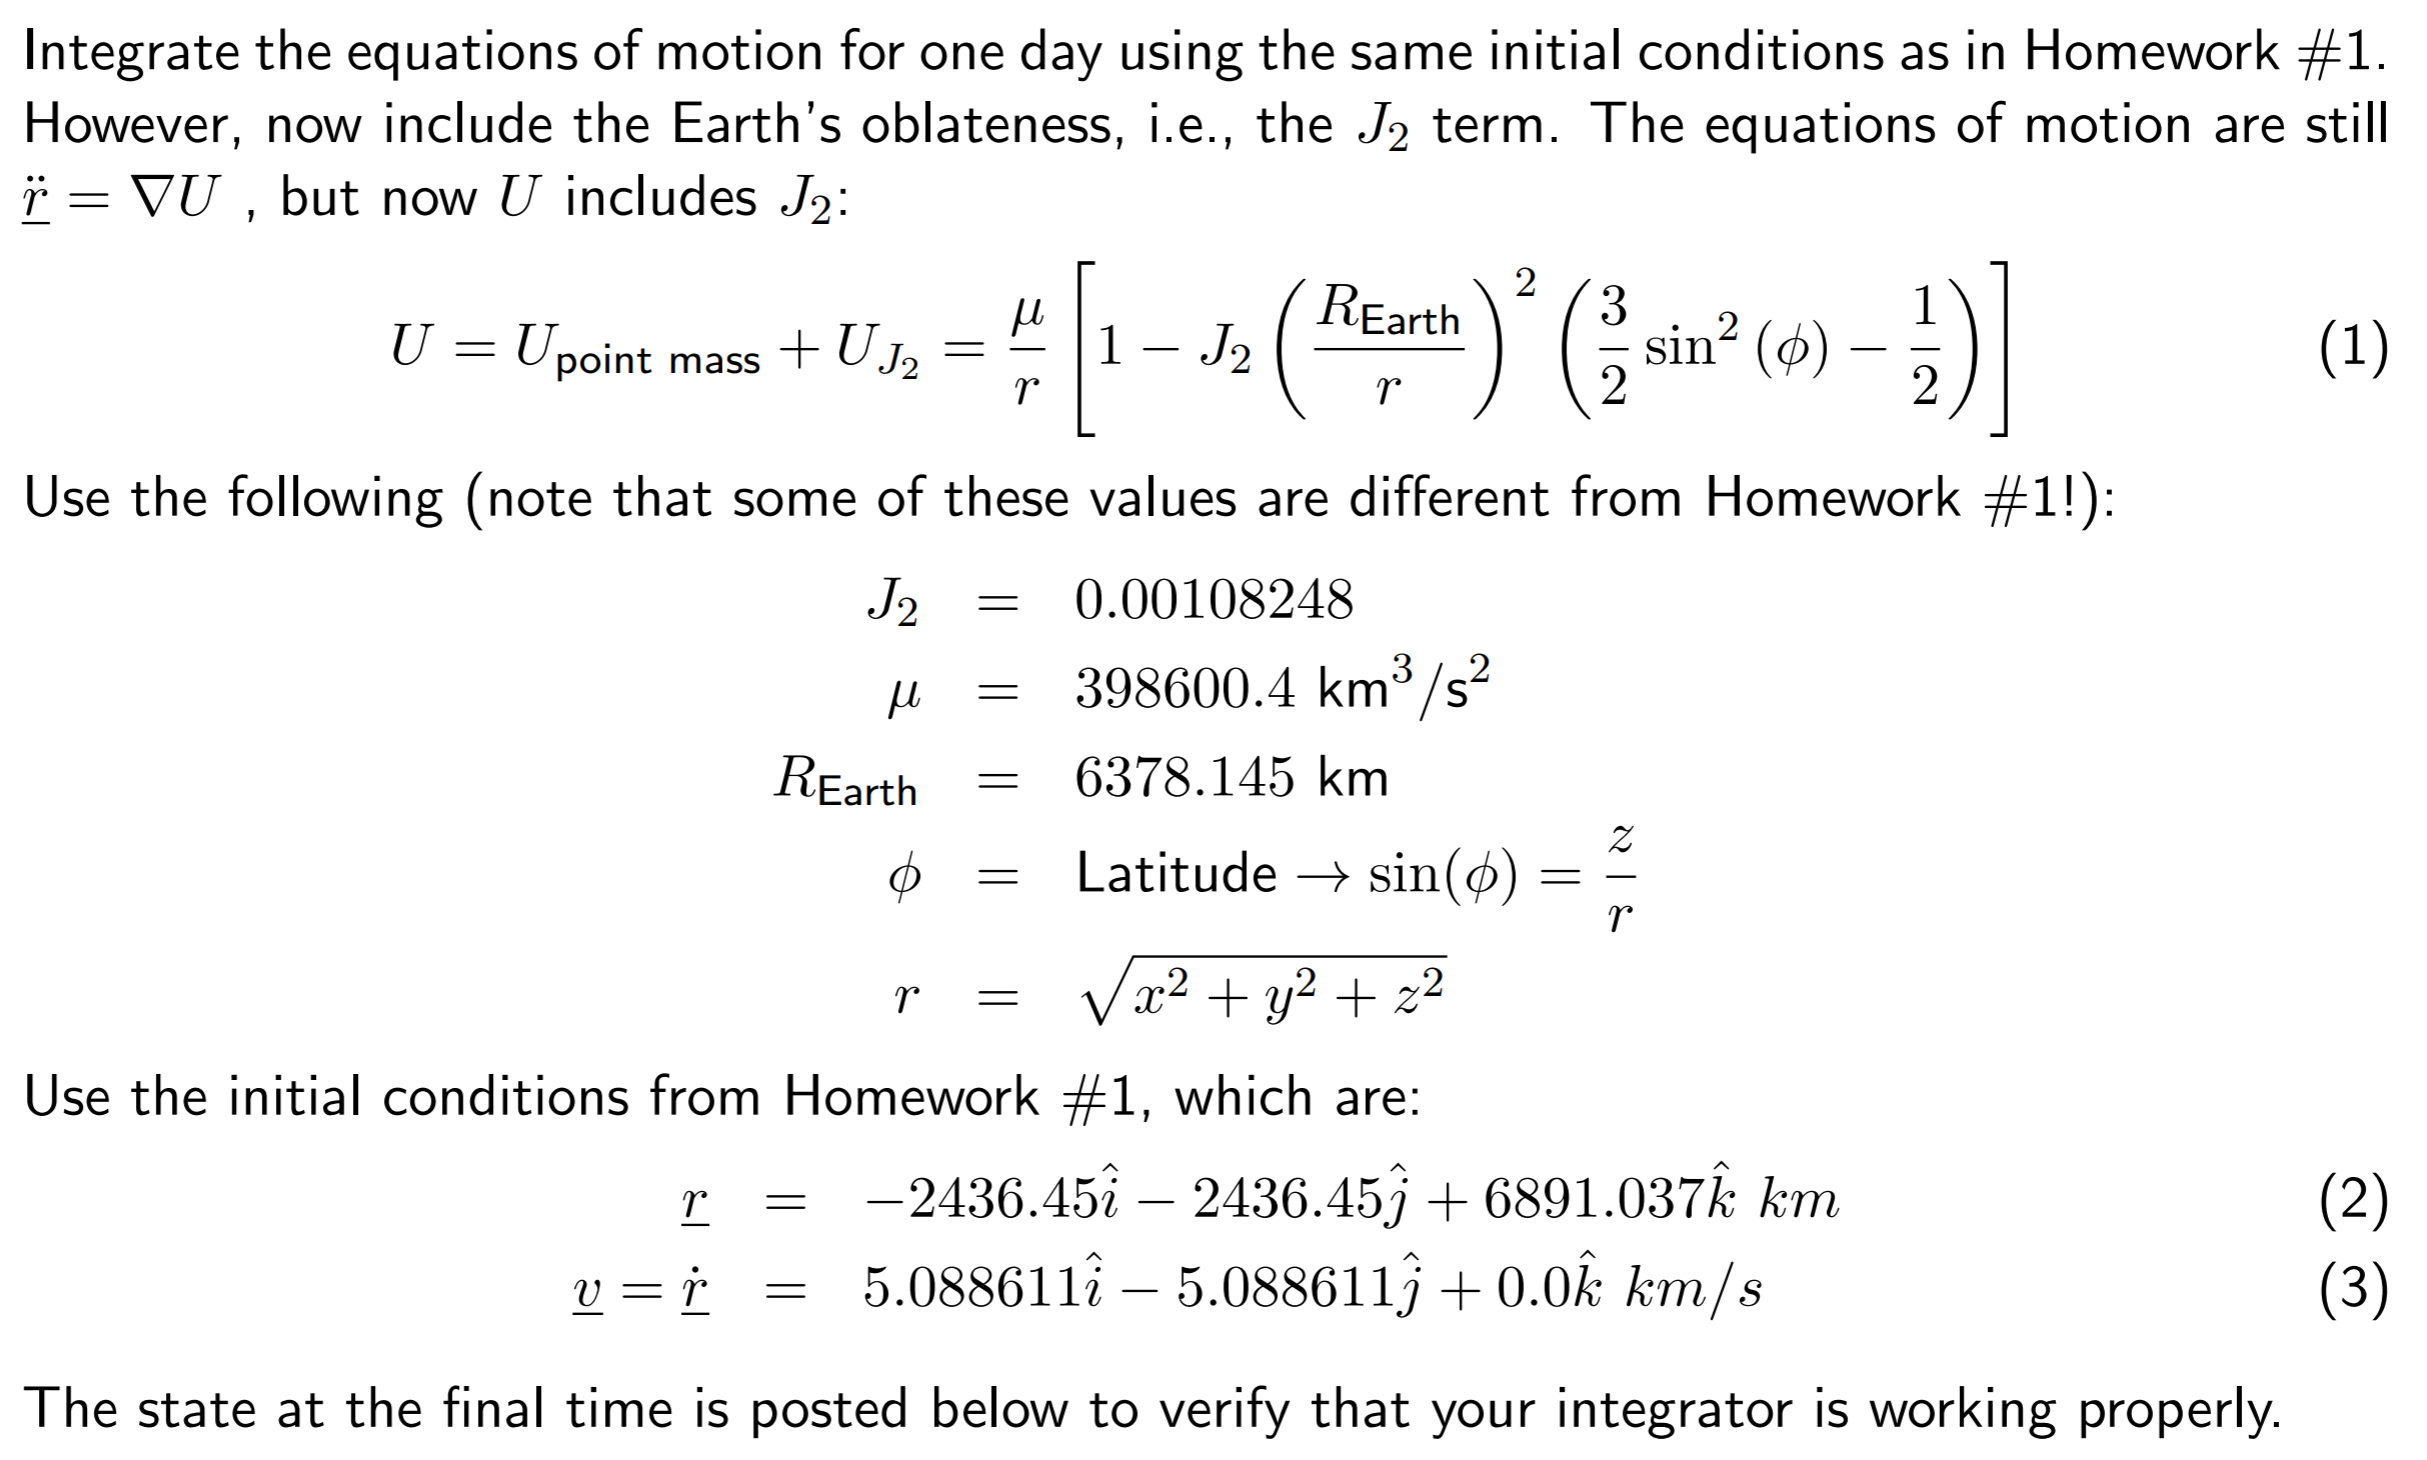 Integrate the equations of motion for one day using the same initial conditions as in Homework #1.
However, now include the Earth's oblateness, i.e., the $J_2$ term. The equations of motion are still
$\underline{\ddot{r}} = \nabla U$ , but now $U$ includes $J_2$:
$U = U_{\text{point mass}} + U_{J_2} = \frac{\mu}{r} \left[ 1 - J_2 \left( \frac{R_{\text{Earth}}}{r} \right)^2 \left( \frac{3}{2} \sin^2 (\phi) - \frac{1}{2} \right) \right]$ (1)
Use the following (note that some of these values are different from Homework #1!):
$J_2 = 0.00108248$
$\mu = 398600.4 \text{ km}^3/\text{s}^2$
$R_{\text{Earth}} = 6378.145 \text{ km}$
$\phi = \text{Latitude} \rightarrow \sin(\phi) = \frac{z}{r}$
$r = \sqrt{x^2 + y^2 + z^2}$
Use the initial conditions from Homework #1, which are:
$\underline{r} = -2436.45\hat{i} - 2436.45\hat{j} + 6891.037\hat{k} \ km$ (2)
$\underline{v} = \underline{\dot{r}} = 5.088611\hat{i} - 5.088611\hat{j} + 0.0\hat{k} \ km/s$ (3)
The state at the final time is posted below to verify that your integrator is working properly.